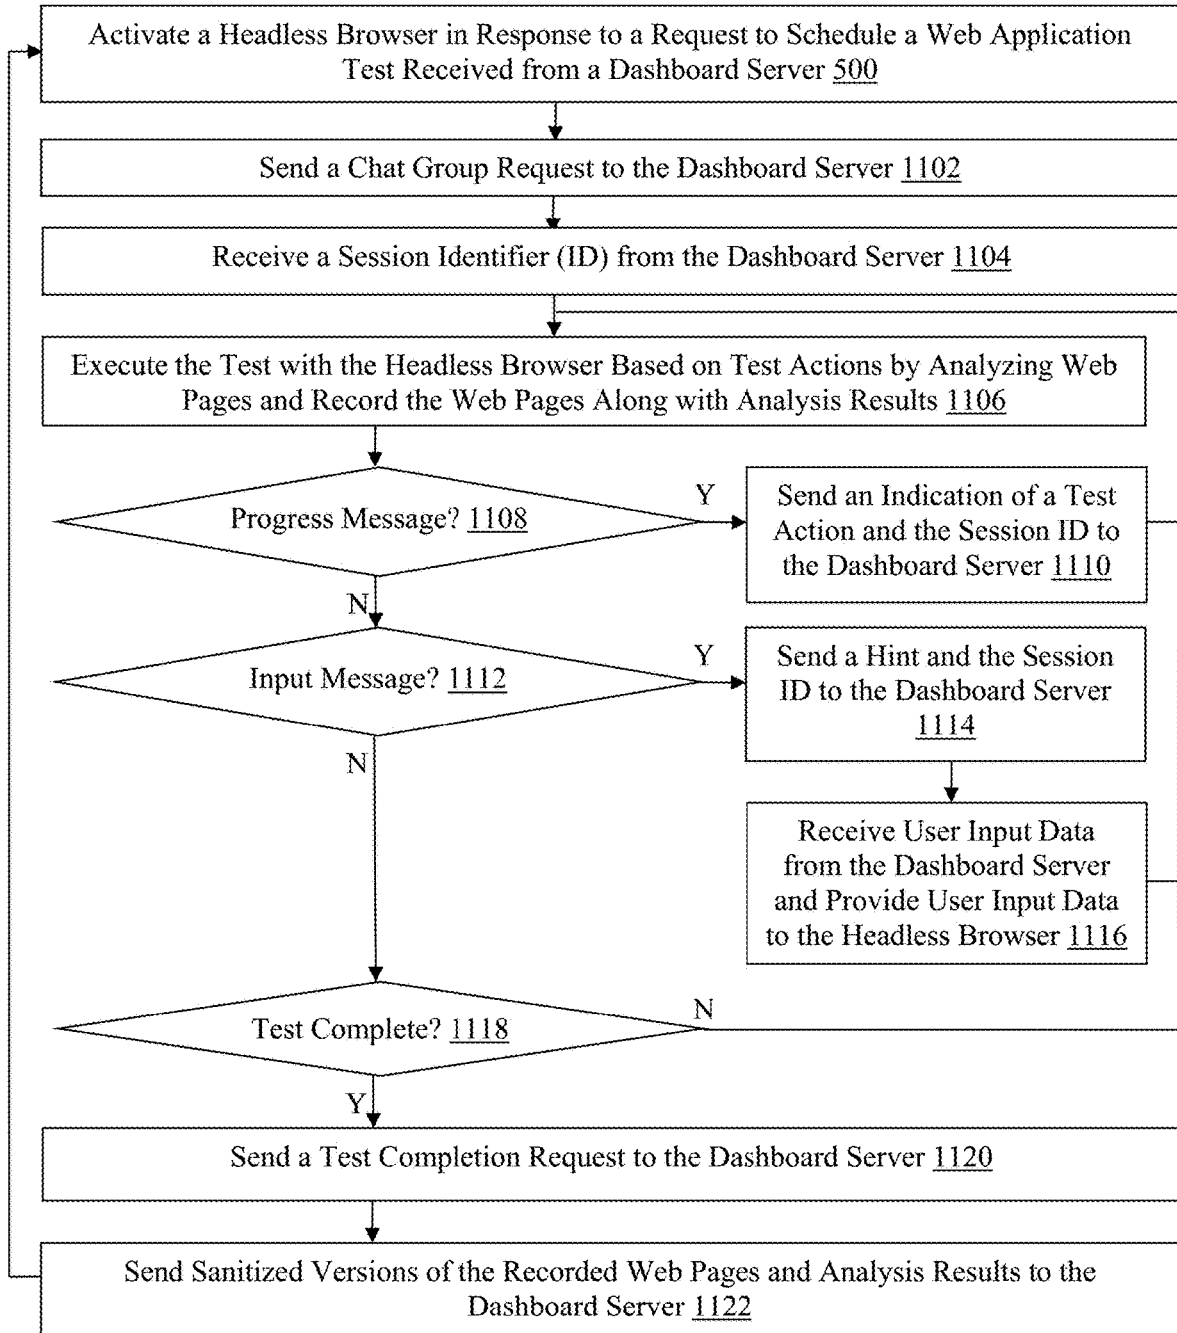 Activate a Headless Browser in Response to a Request to Schedule a Web Application
Test Received from a Dashboard Server 500
Send a Chat Group Request to the Dashboard Server 1102
Receive a Session Identifier (ID) from the Dashboard Server 1104
Execute the Test with the Headless Browser Based on Test Actions by Analyzing Web
Pages and Record the Web Pages Along with Analysis Results 1106
Progress Message? 1108
Y
Send an Indication of a Test
Action and the Session ID to
the Dashboard Server 1110
N
Input Message? 1112
Y
Send a Hint and the Session
ID to the Dashboard Server
1114
N
Receive User Input Data
from the Dashboard Server
and Provide User Input Data
to the Headless Browser 1116
Test Complete? 1118
N
Y
Send a Test Completion Request to the Dashboard Server 1120
Send Sanitized Versions of the Recorded Web Pages and Analysis Results to the
Dashboard Server 1122